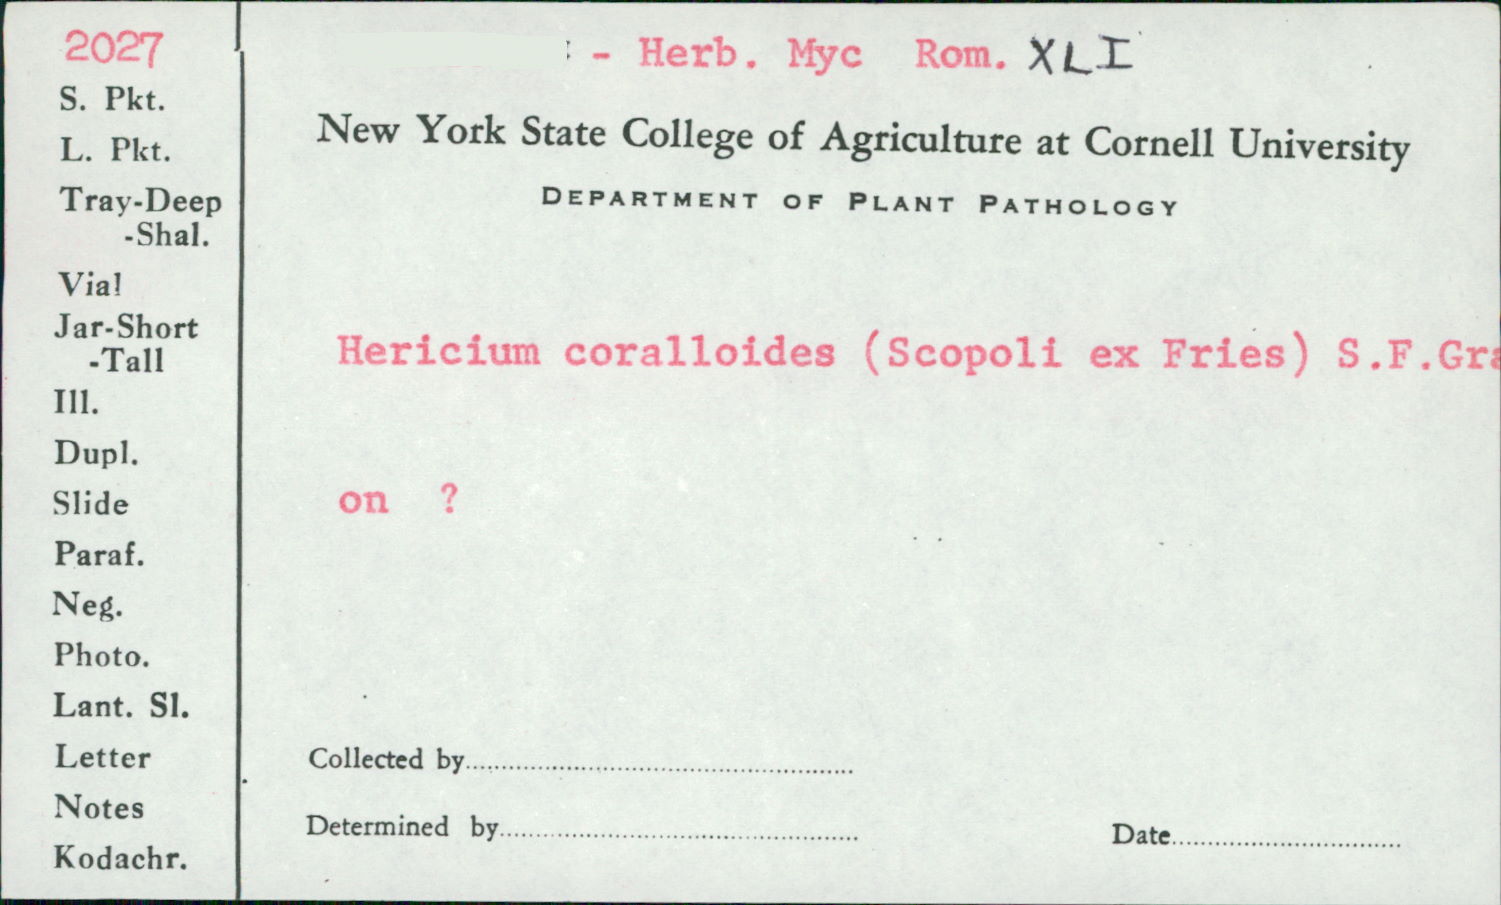 2027
S. Pkt.
L. Pkt.
Tray-Deep
-Shal.
Vial
Jar-Short
-Tall
Ill.
Dupl.
Slide
Paraf.
Neg.
Photo.
Lant. Sl.
Letter
Notes
Kodachr.
- Herb. Myc Rom. XLI
New York State College of Agriculture at Cornell University
DEPARTMENT OF PLANT PATHOLOGY
Hericium coralloides (Scopoli ex Fries) S.F.Gra
on ?
Collected by
Determined by
Date